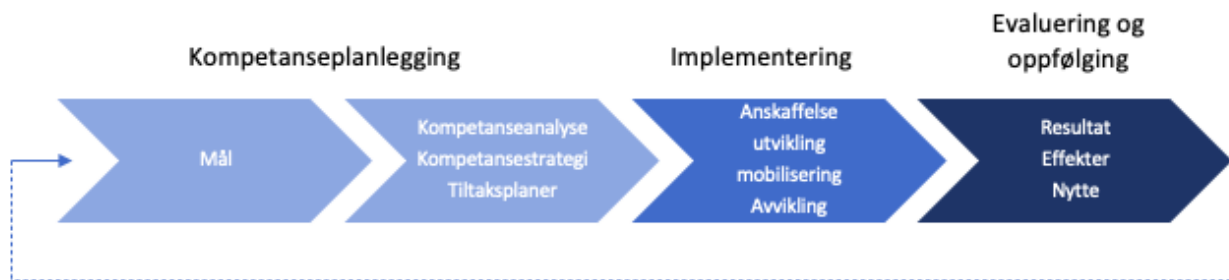 Kompetanseplanlegging
Implementering
Evaluering og
oppfølging
Mål
Kompetanseanalyse
Kompetansestrategi
Tiltaksplaner
Anskaffelse
utvikling
mobilisering
Avvikling
Resultat
Effekter
Nytte